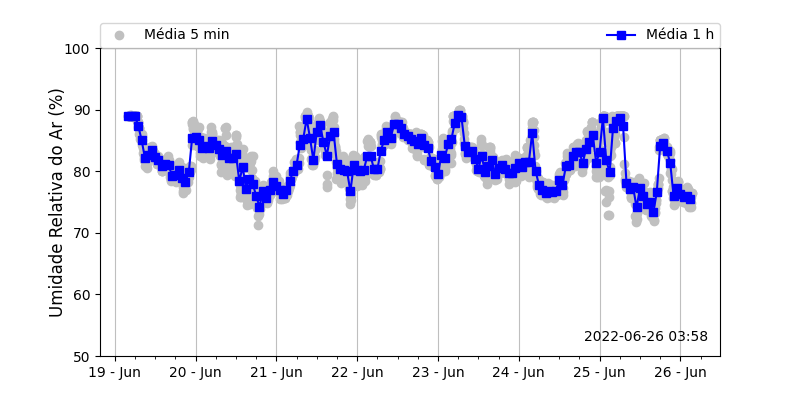 Média 5 min
Média 1 h
100
90
80
70
60
50
Umidade Relativa do Ar (%)
2022-06-26 03:58
19 - Jun
20 - Jun
21 - Jun
22 - Jun
23 - Jun
24 - Jun
25 - Jun
26 - Jun